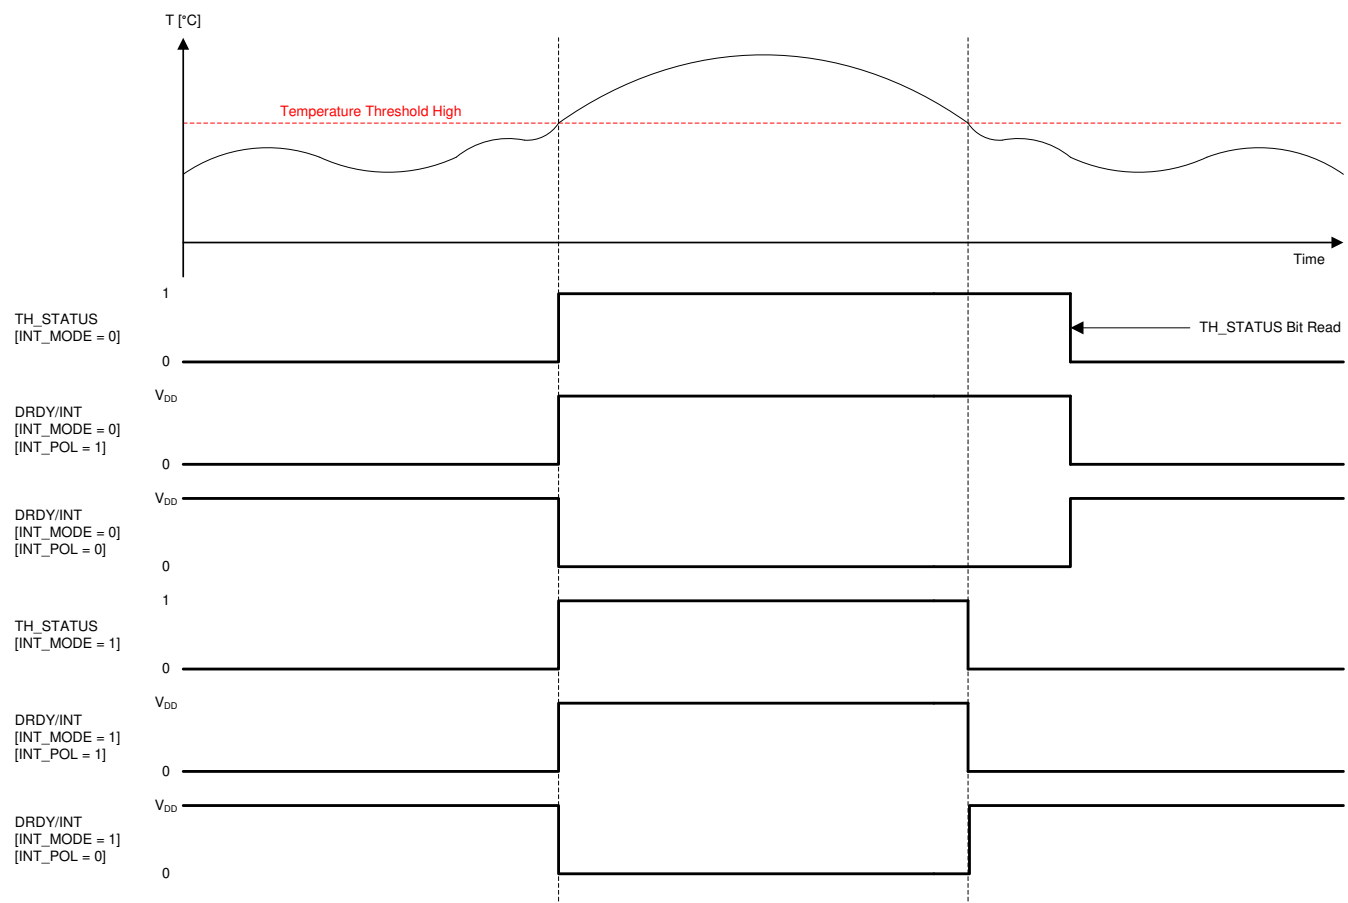 T [°C]
Temperature Threshold High
Time
1
TH_STATUS
[INT_MODE = 0]
TH_STATUS Bit Read
0
VDD
DRDY/INT
[INT_MODE = 0]
[INT_POL = 1]
0
VDD
DRDY/INT
[INT_MODE = 0]
[INT_POL = 0]
0
1
TH_STATUS
[INT_MODE = 1]
0
VDD
DRDY/INT
[INT_MODE = 1]
[INT_POL = 1]
0
VDD
DRDY/INT
[INT_MODE = 1]
[INT_POL = 0]
0